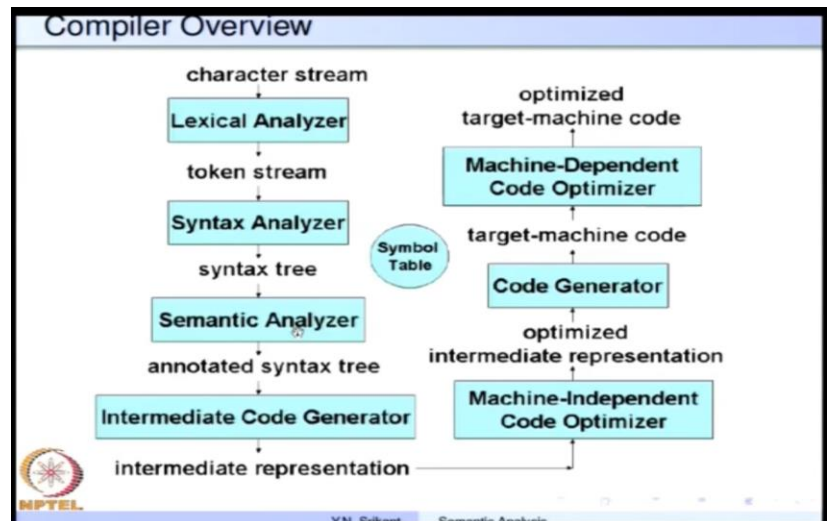 Compiler Overview
character stream
Lexical Analyzer
token stream
Syntax Analyzer
syntax tree
Semantic Analyzer
annotated syntax tree
Intermediate Code Generator
intermediate representation
Symbol
Table
optimized
target-machine code
Machine-Dependent
Code Optimizer
target-machine code
Code Generator
optimized
intermediate representation
Machine-Independent
Code Optimizer
NPTEL
Y.N. Srikant Semantic Analysis